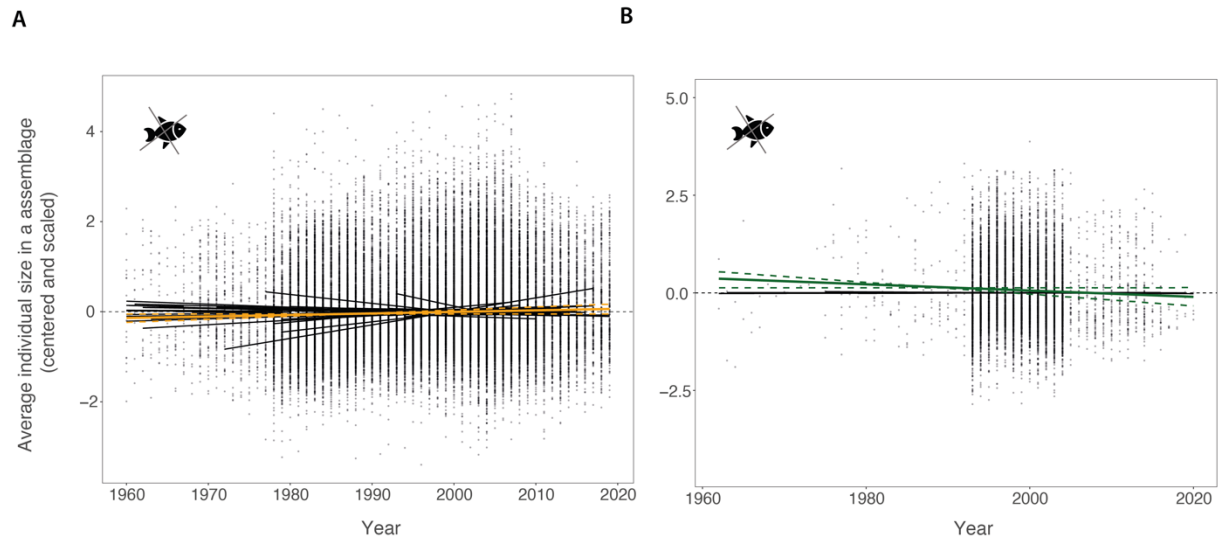 A
B
Average individual size in a assemblage
(centered and scaled)
4
2
0
−2
1960 1970 1980 1990 2000 2010 2020
Year
5.0
2.5
0.0
−2.5
1960 1980 2000 2020
Year